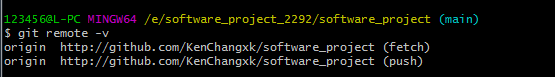 123456@L-PC MINGW64 /e/software_project_2292/software_project (main)
$ git remote -v
origin  http://github.com/KenChangxk/software_project (fetch)
origin  http://github.com/KenChangxk/software_project (push)